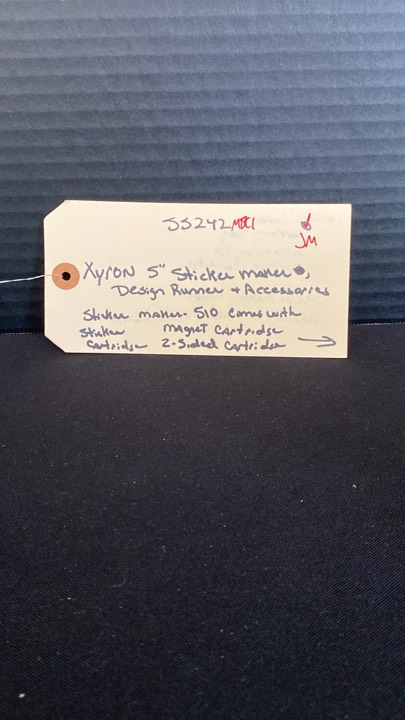 SS242 MBC1
JM
Xyron 5" Sticker maker,
Design Runner + Accessories
Sticker maker - 510 comes with
Sticker magnet Cartridge
Cartridge 2-Sided Cartridge →